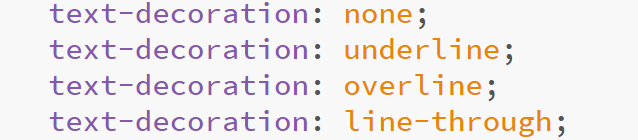 text-decoration: none;
text-decoration: underline;
text-decoration: overline;
text-decoration: line-through;